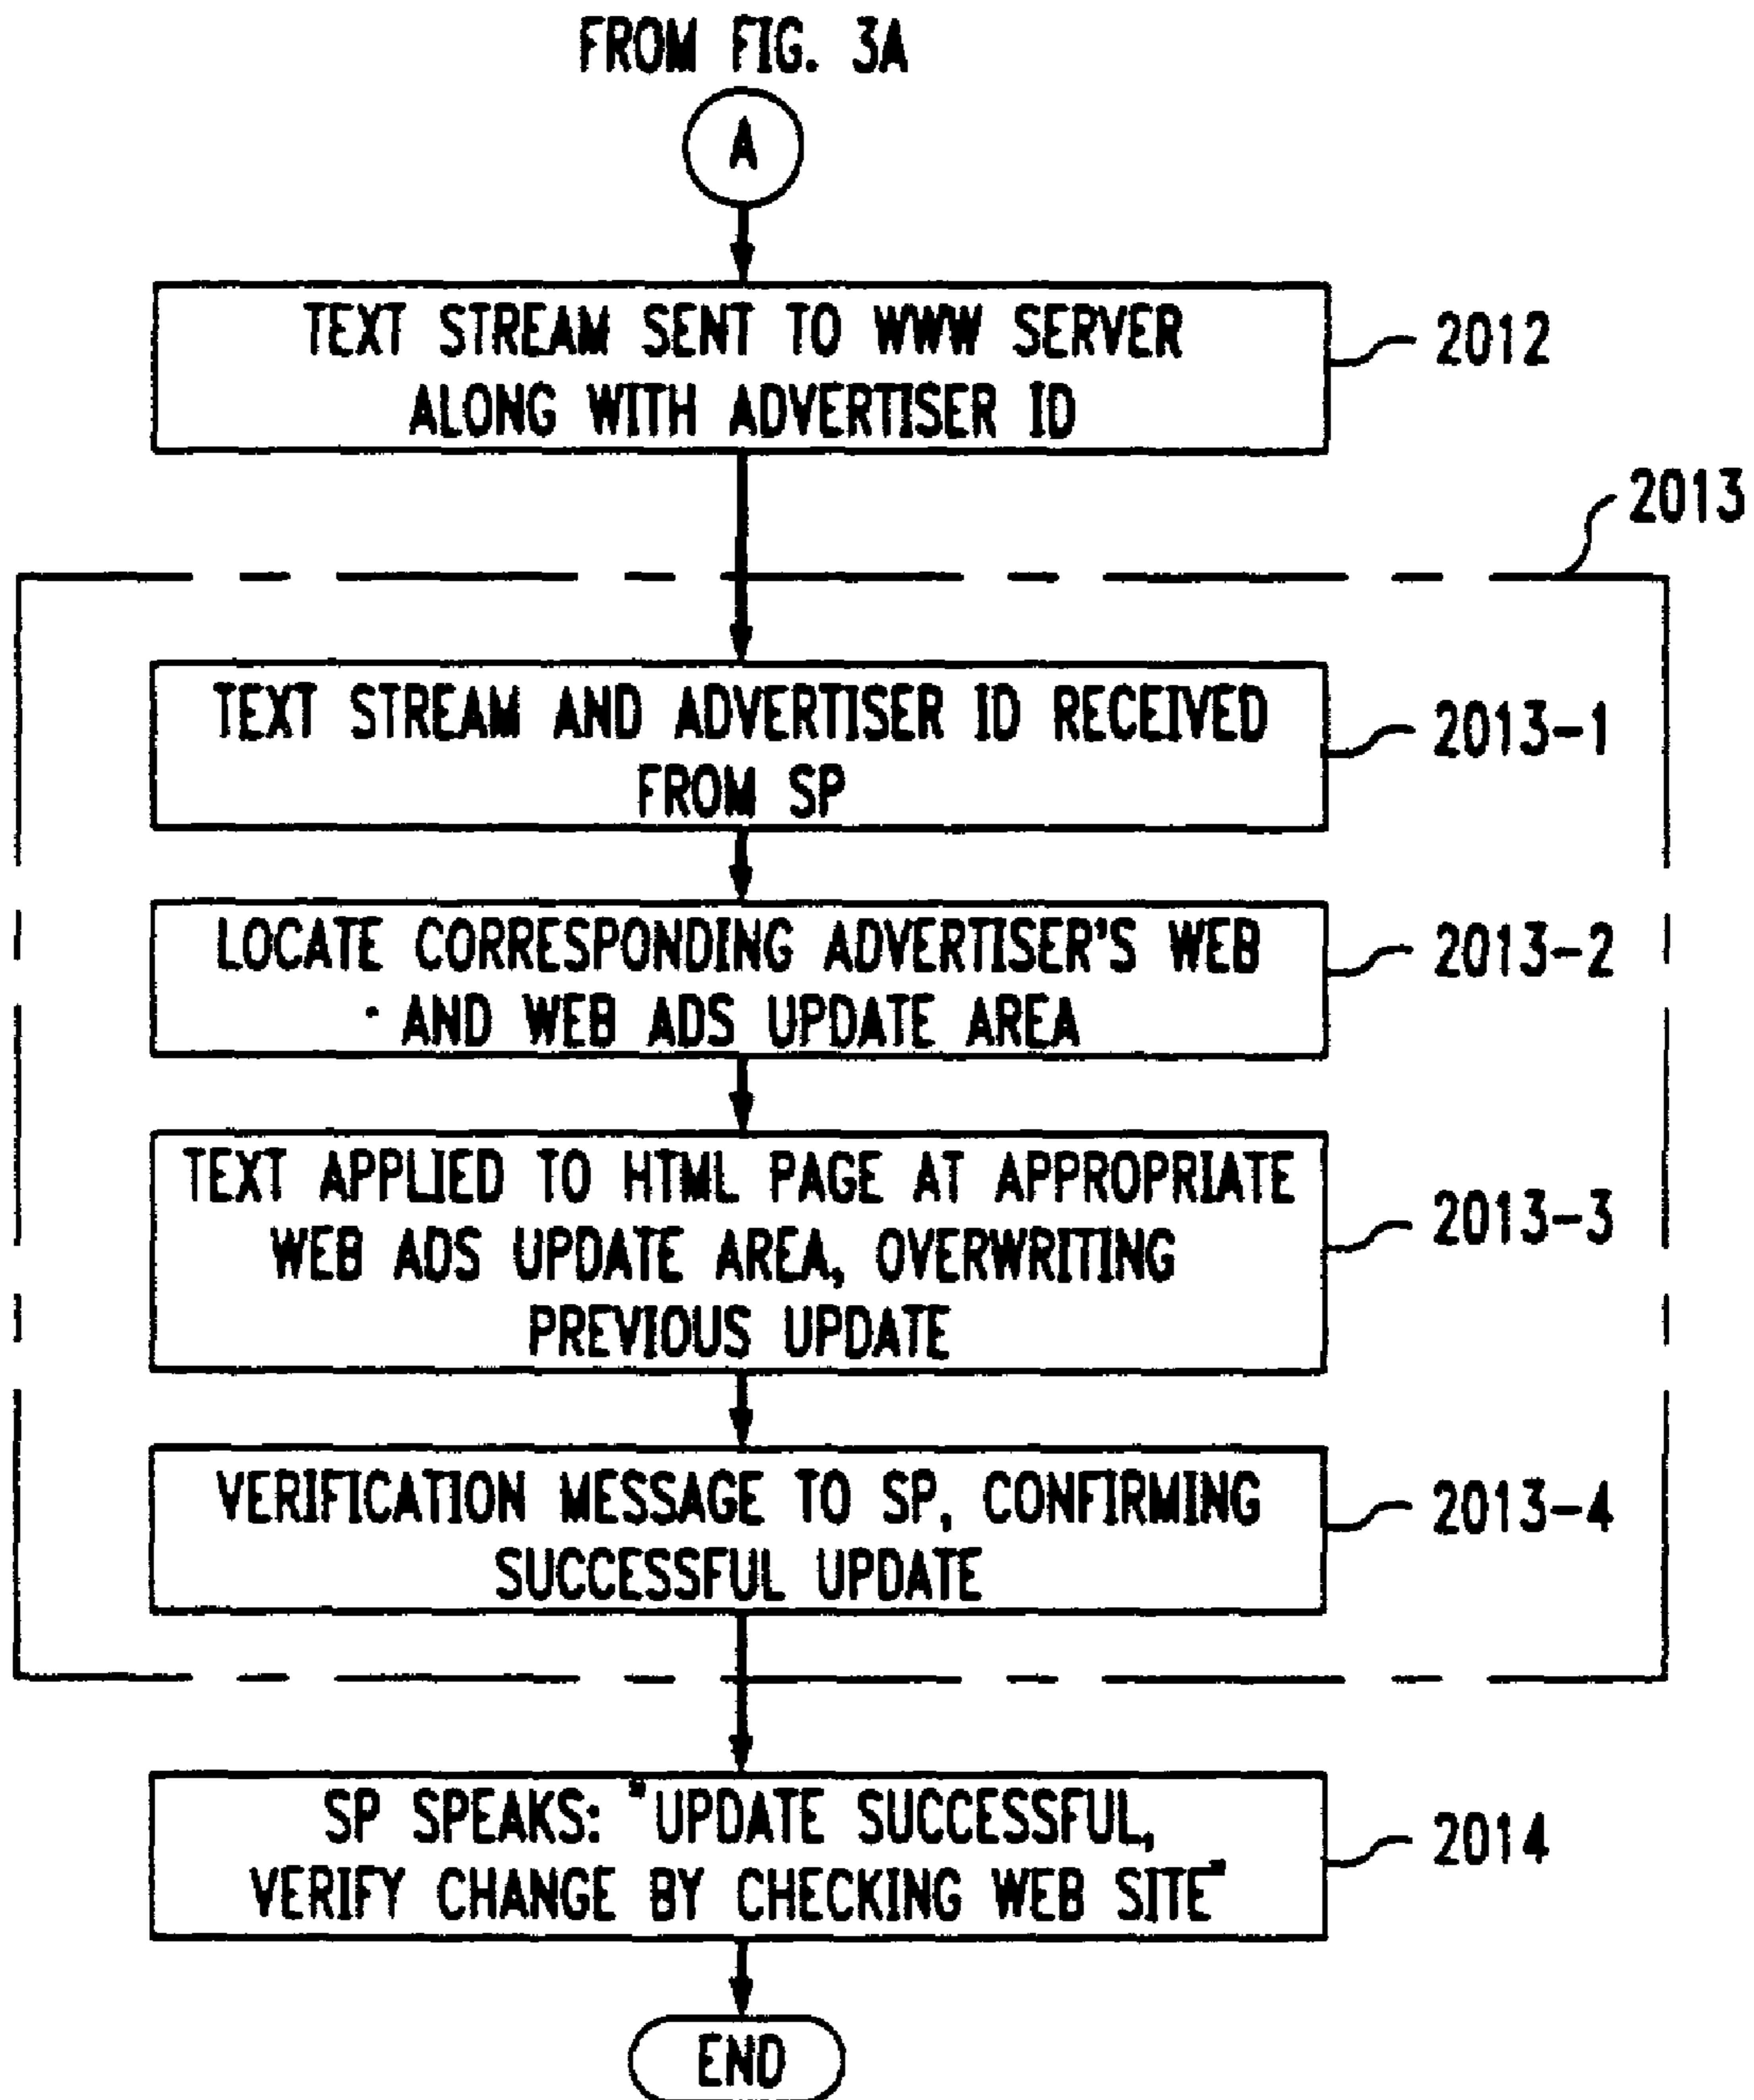 FROM FIG. 3A
A
TEXT STREAM SENT TO WWW SERVER
ALONG WITH ADVERTISER ID
2012
2013
TEXT STREAM AND ADVERTISER ID RECEIVED
FROM SP
2013-1
LOCATE CORRESPONDING ADVERTISER'S WEB
AND WEB ADS UPDATE AREA
2013-2
TEXT APPLIED TO HTML PAGE AT APPROPRIATE
WEB ADS UPDATE AREA, OVERWRITING
PREVIOUS UPDATE
2013-3
VERIFICATION MESSAGE TO SP, CONFIRMING
SUCCESSFUL UPDATE
2013-4
SP SPEAKS: "UPDATE SUCCESSFUL,
VERIFY CHANGE BY CHECKING WEB SITE"
2014
END